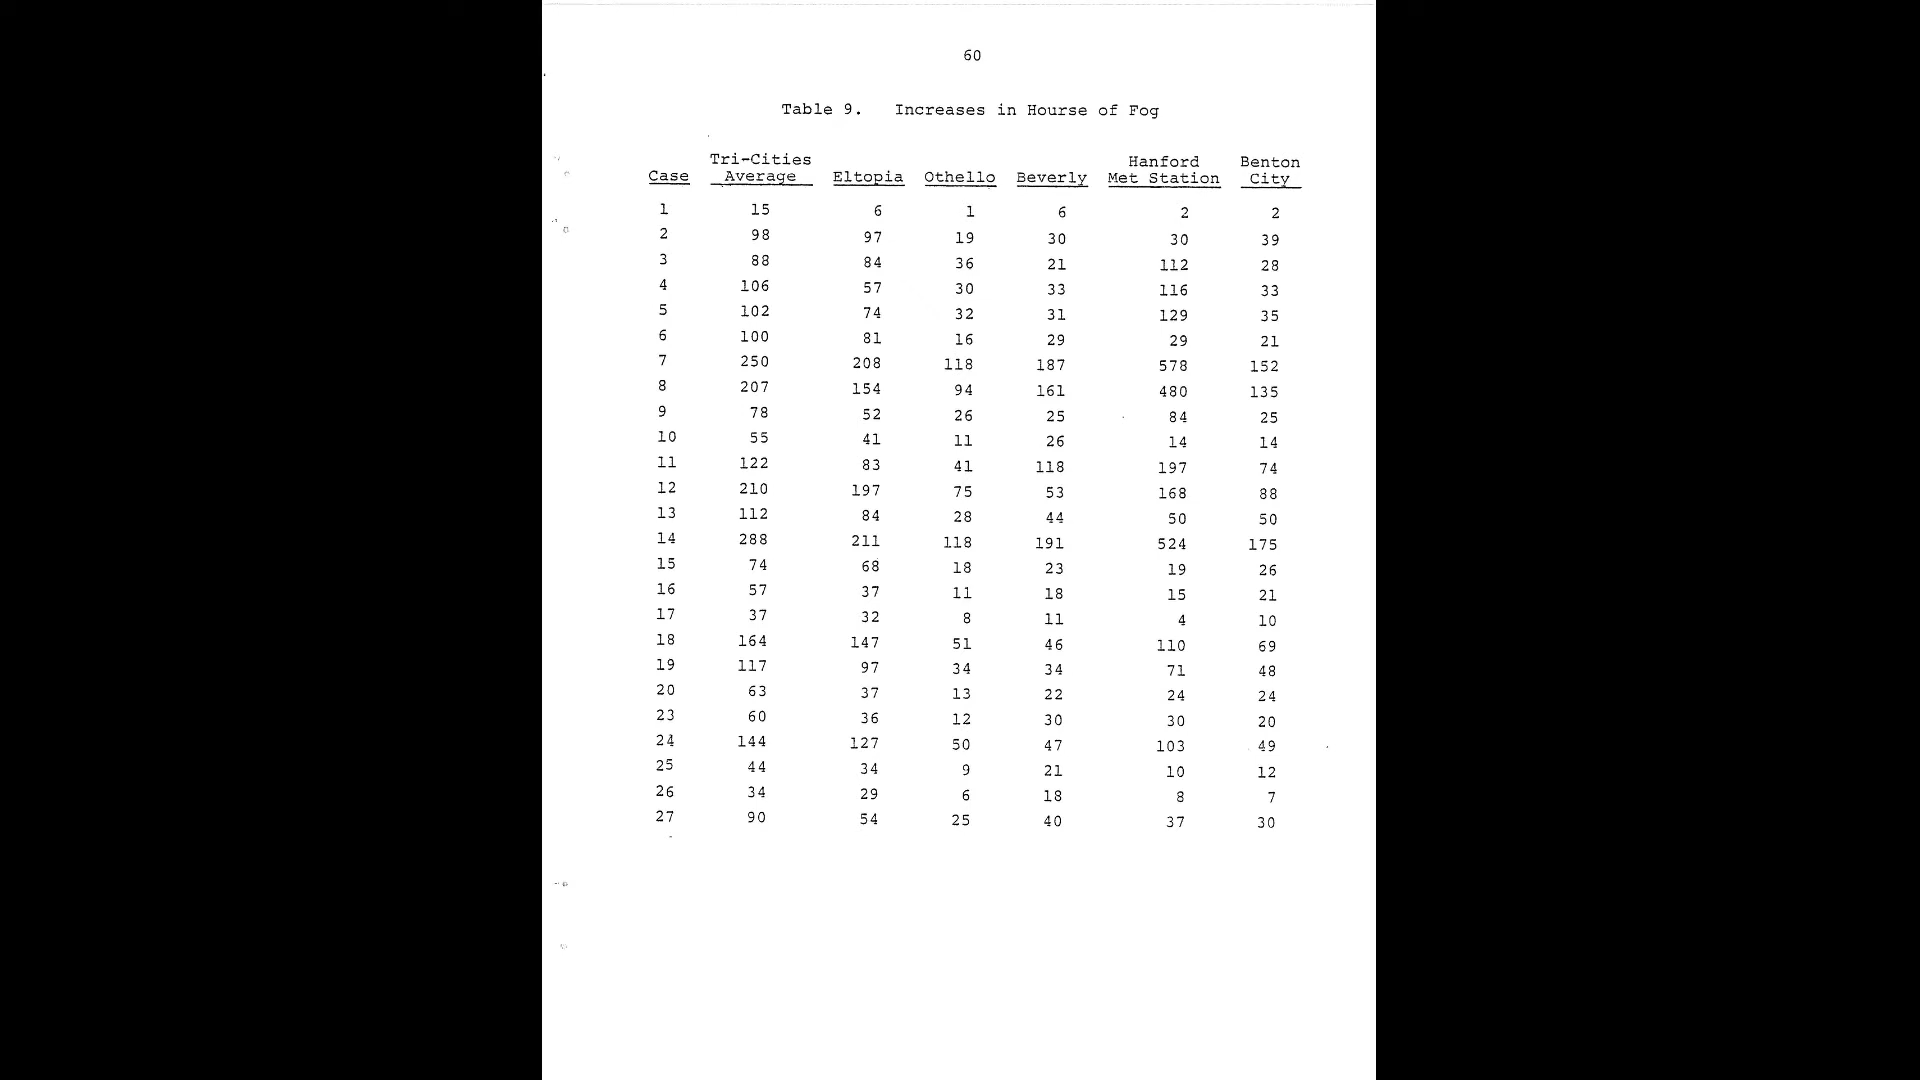 60
Table 9. Increases in Hourse of Fog
Tri-Cities Hanford Benton
Case Average Eltopia Othello Beverly Met Station City
1 15 6 1 6 2 2
2 98 97 19 30 30 39
3 88 84 36 21 112 28
4 106 57 30 33 116 33
5 102 74 32 31 129 35
6 100 81 16 29 29 21
7 250 208 118 187 578 152
8 207 154 94 161 480 135
9 78 52 26 25 84 25
10 55 41 11 26 14 14
11 122 83 41 118 197 74
12 210 197 75 53 168 88
13 112 84 28 44 50 50
14 288 211 118 191 524 175
15 74 68 18 23 19 26
16 57 37 11 18 15 21
17 37 32 8 11 4 10
18 164 147 51 46 110 69
19 117 97 34 34 71 48
20 63 37 13 22 24 24
23 60 36 12 30 30 20
24 144 127 50 47 103 49
25 44 34 9 21 10 12
26 34 29 6 18 8 7
27 90 54 25 40 37 30